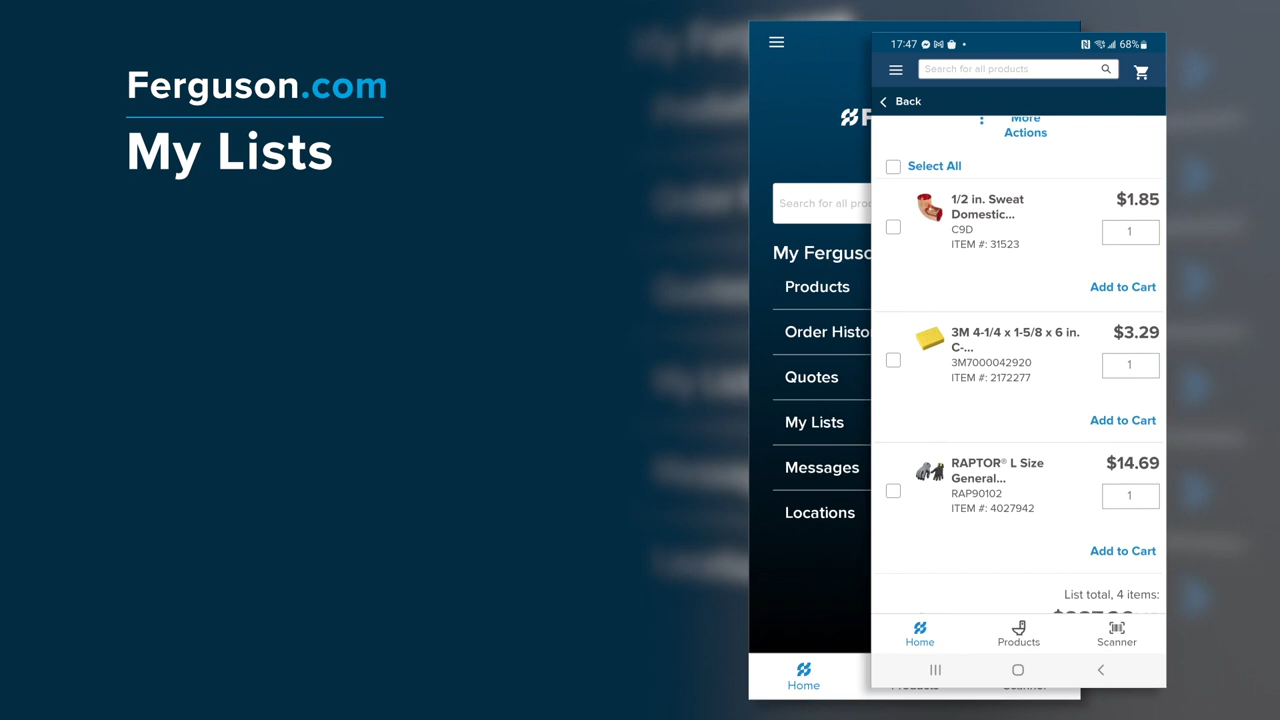 Ferguson.com
My Lists
Search for all proc
My Ferguso
Products
Order Histo
Quotes
My Lists
Messages
Locations
Home
17:47
68%
Search for all products
Back
More
Actions
Select All
1/2 in. Sweat
Domestic...
C9D
ITEM #: 31523
$1.85
1
Add to Cart
3M 4-1/4 x 1-5/8 x 6 in.
C-...
3M7000042920
ITEM #: 2172277
$3.29
1
Add to Cart
RAPTOR® L Size
General...
RAP90102
ITEM #: 4027942
$14.69
1
Add to Cart
List total, 4 items:
Home
Products
Scanner